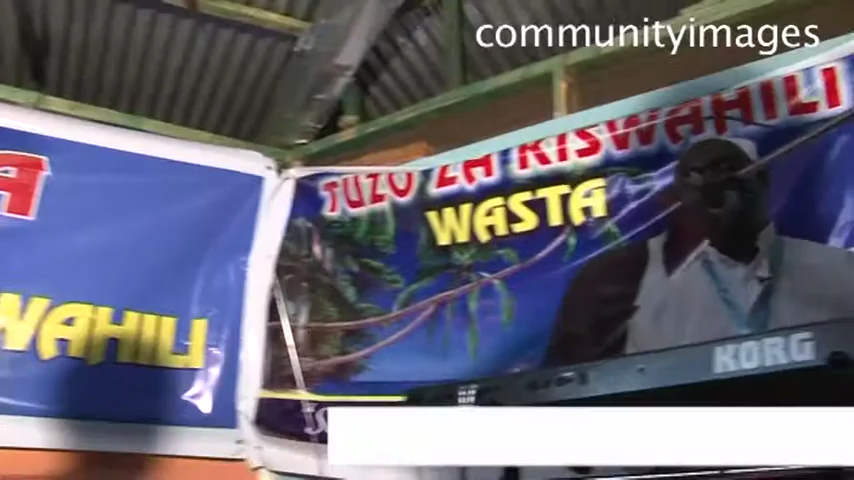 communityimages
A
WAHILI
TUZO ZA KISWAHILI
WASTA
KORG